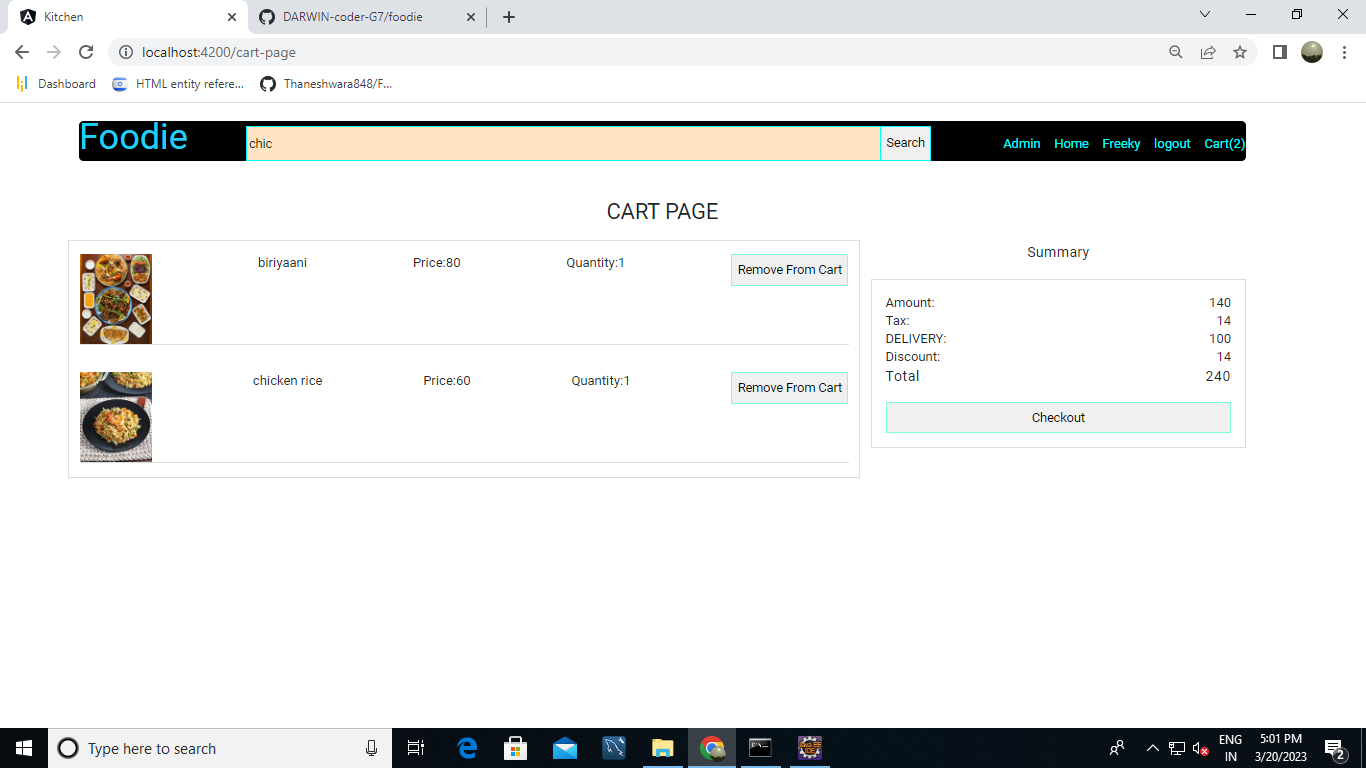 Kitchen
DARWIN-coder-G7/foodie
localhost:4200/cart-page
Dashboard
HTML entity refere...
Thaneshwara848/F...
Foodie
chic
Search
Admin
Home
Freeky
logout
Cart(2)
CART PAGE
biriyaani
Price:80
Quantity:1
Remove From Cart
chicken rice
Price:60
Quantity:1
Remove From Cart
Summary
Amount: 140
Tax: 14
DELIVERY: 100
Discount: 14
Total 240
Checkout
Type here to search
ENG
IN
5:01 PM
3/20/2023
2